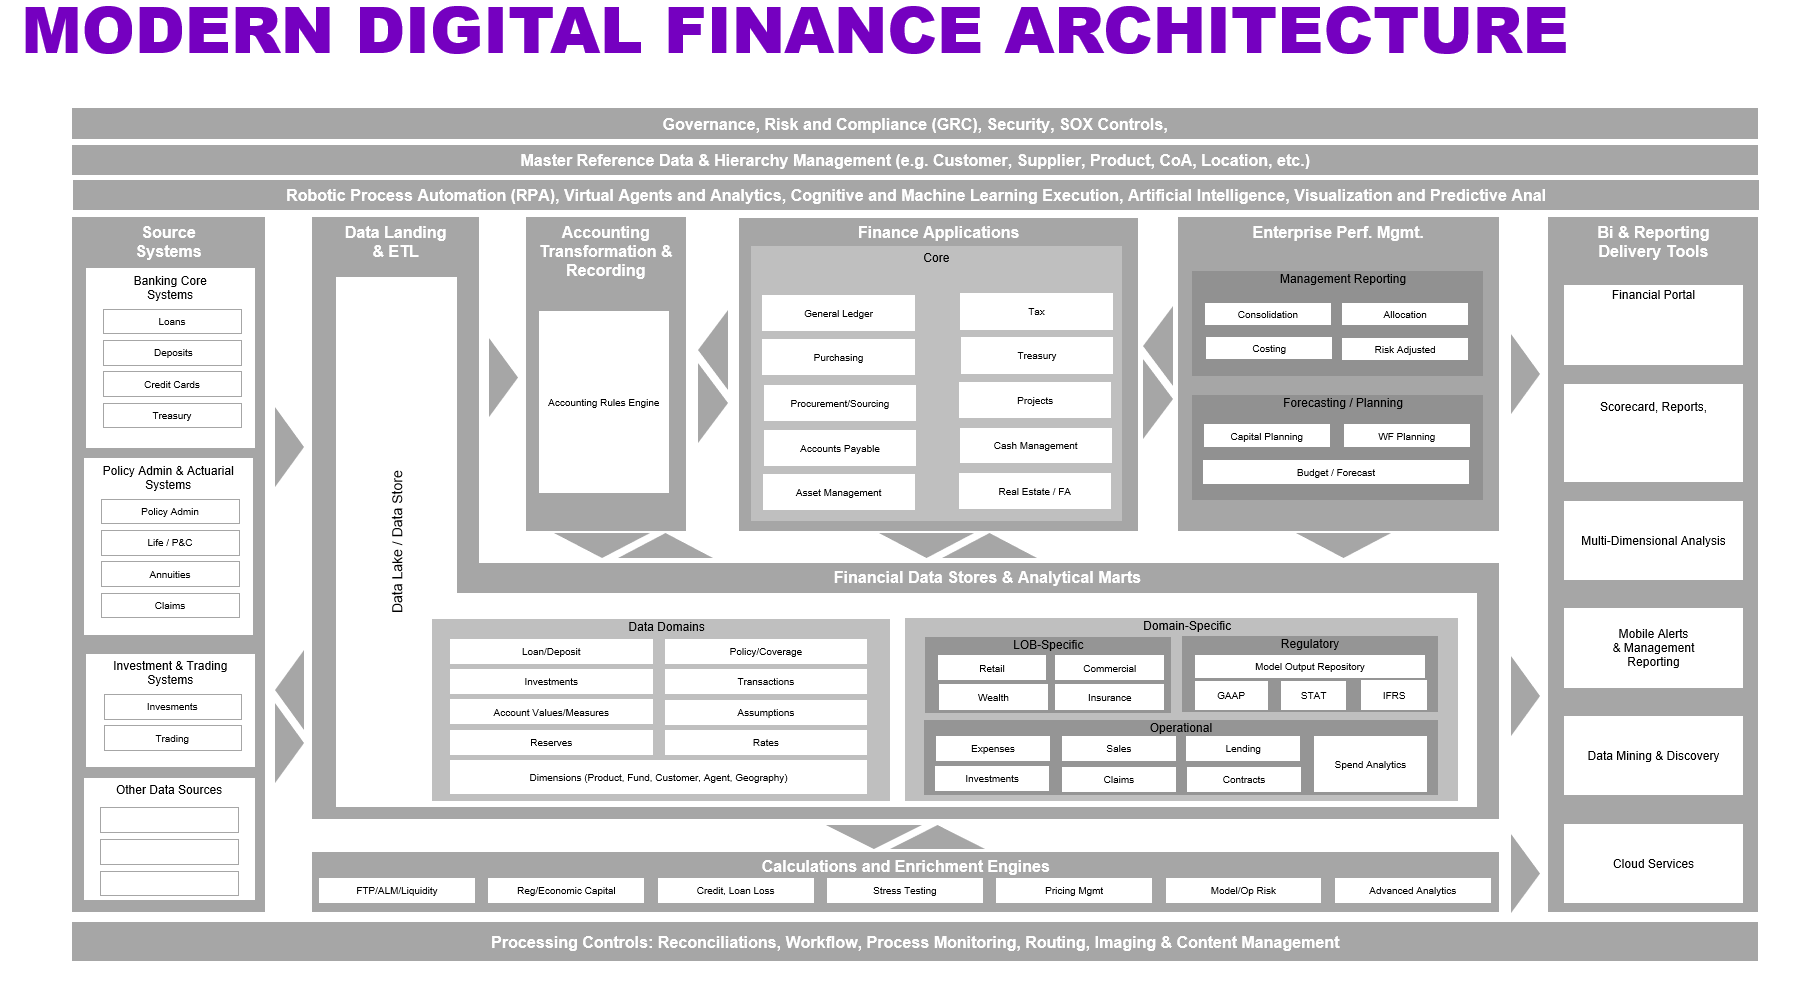 MODERN DIGITAL FINANCE ARCHITECTURE
Governance, Risk and Compliance (GRC), Security, SOX Controls,
Master Reference Data & Hierarchy Management (e.g. Customer, Supplier, Product, CoA, Location, etc.)
Robotic Process Automation (RPA), Virtual Agents and Analytics, Cognitive and Machine Learning Execution, Artificial Intelligence, Visualization and Predictive Anal
Source
Systems
Banking Core
Systems
Loans
Deposits
Credit Cards
Treasury
Policy Admin & Actuarial
Systems
Policy Admin
Life / P&C
Annuities
Claims
Investment & Trading
Systems
Invesments
Trading
Other Data Sources
Data Landing
& ETL
Data Lake / Data Store
Accounting
Transformation &
Recording
Accounting Rules Engine
Finance Applications
Core
General Ledger
Purchasing
Procurement/Sourcing
Accounts Payable
Asset Management
Tax
Treasury
Projects
Cash Management
Real Estate / FA
Enterprise Perf. Mgmt.
Management Reporting
Consolidation
Allocation
Costing
Risk Adjusted
Forecasting / Planning
Capital Planning
WF Planning
Budget / Forecast
Financial Data Stores & Analytical Marts
Data Domains
Loan/Deposit
Policy/Coverage
Investments
Transactions
Account Values/Measures
Assumptions
Reserves
Rates
Dimensions (Product, Fund, Customer, Agent, Geography)
Domain-Specific
LOB-Specific
Retail
Commercial
Wealth
Insurance
Regulatory
Model Output Repository
GAAP
STAT
IFRS
Operational
Expenses
Sales
Lending
Investments
Claims
Contracts
Spend Analytics
Calculations and Enrichment Engines
FTP/ALM/Liquidity
Reg/Economic Capital
Credit, Loan Loss
Stress Testing
Pricing Mgmt
Model/Op Risk
Advanced Analytics
Bi & Reporting
Delivery Tools
Financial Portal
Scorecard, Reports,
Multi-Dimensional Analysis
Mobile Alerts
& Management
Reporting
Data Mining & Discovery
Cloud Services
Processing Controls: Reconciliations, Workflow, Process Monitoring, Routing, Imaging & Content Management